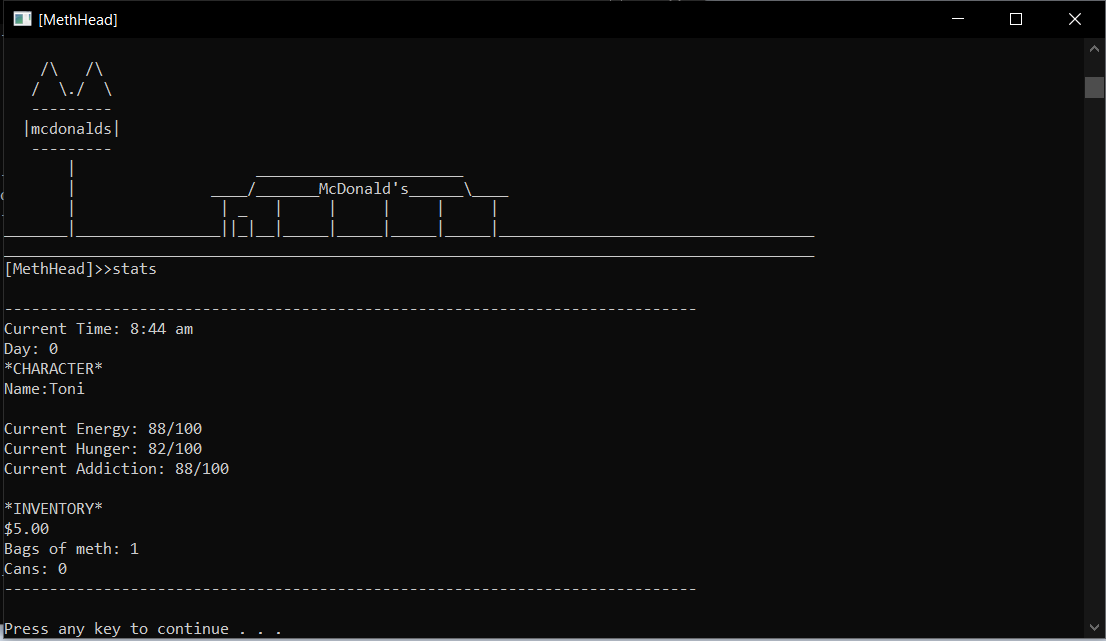 [MethHead]
|mcdonalds|
McDonald's
[MethHead]>>stats
--------------------------------------------------------------------------------
Current Time: 8:44 am
Day: 0
*CHARACTER*
Name:Toni
Current Energy: 88/100
Current Hunger: 82/100
Current Addiction: 88/100
*INVENTORY*
$5.00
Bags of meth: 1
Cans: 0
--------------------------------------------------------------------------------
Press any key to continue . . .